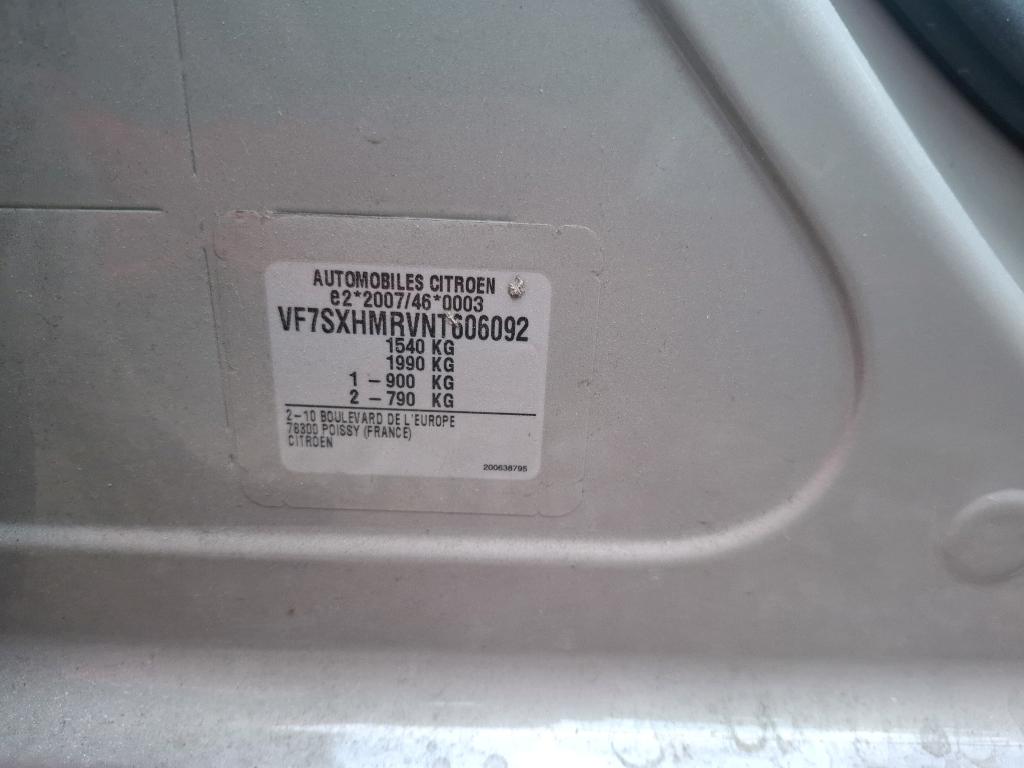 AUTOMOBILES CITROEN
e2*2007/46*0003
VF7SXHMRVNT606092
1540 KG
1990 KG
1 - 900 KG
2 - 790 KG
2-10 BOULEVARD DE L'EUROPE
78300 POISSY (FRANCE)
CITROEN
200638795